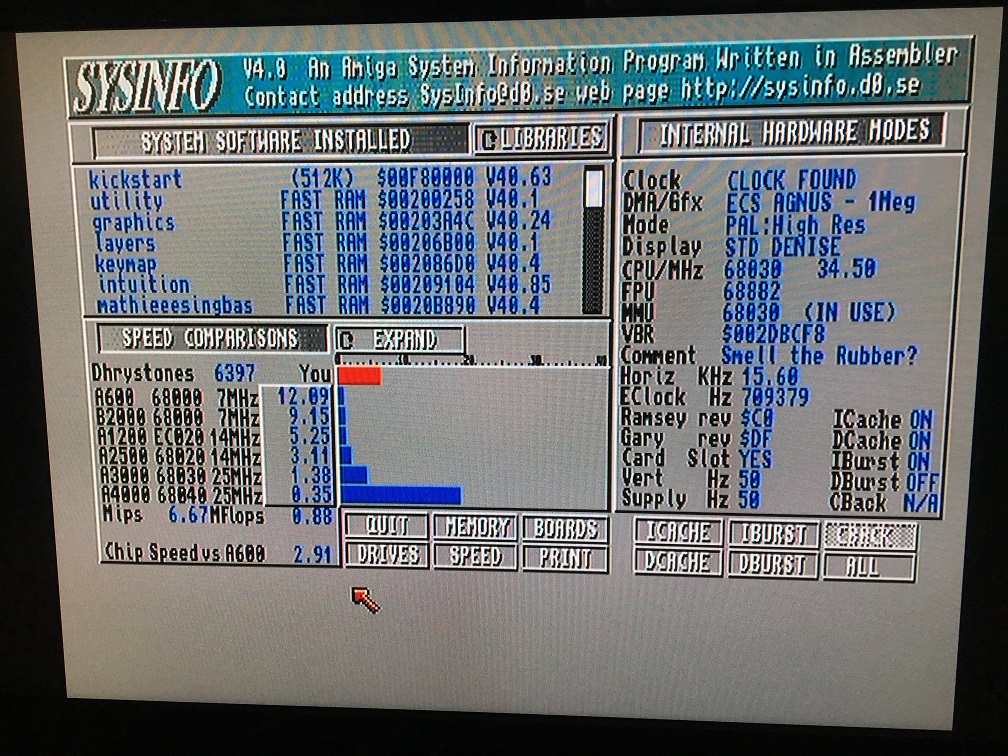 SYSINFO
V4.0 An Amiga System Information Program Written in Assembler
Contact address SysInfo@d0.se web page http://sysinfo.d0.se
SYSTEM SOFTWARE INSTALLED
LIBRARIES
kickstart (512K) $00F80000 V40.63
utility FAST RAM $00200258 V40.1
graphics FAST RAM $00203A4C V40.24
layers FAST RAM $00206B00 V40.1
keymap FAST RAM $002086D0 V40.4
intuition FAST RAM $00209104 V40.85
mathieeesingbas FAST RAM $0020B890 V40.4
SPEED COMPARISONS
EXPAND
10 20 30 40
Dhrystones 6397 You
A600 68000 7MHz 12.09
B2000 68000 7MHz 9.15
A1200 EC020 14MHz 5.25
A2500 68020 14MHz 3.11
A3000 68030 25MHz 1.38
A4000 68040 25MHz 0.35
Mips 6.67 MFlops 0.88
Chip Speed vs A600 2.91
QUIT MEMORY BOARDS
DRIVES SPEED PRINT
INTERNAL HARDWARE MODES
Clock CLOCK FOUND
DMA/Gfx ECS AGNUS - 1Meg
Mode PAL:High Res
Display STD DENISE
CPU/MHz 68030 34.50
FPU 68882
MMU 68030 (IN USE)
VBR $002DBCF8
Comment Smell the Rubber?
Horiz KHz 15.60
EClock Hz 709379
Ramsey rev $C0 ICache ON
Gary rev $DF DCache ON
Card Slot YES IBurst ON
Vert Hz 50 DBurst OFF
Supply Hz 50 CBack N/A
ICACHE IBURST CBACK
DCACHE DBURST ALL